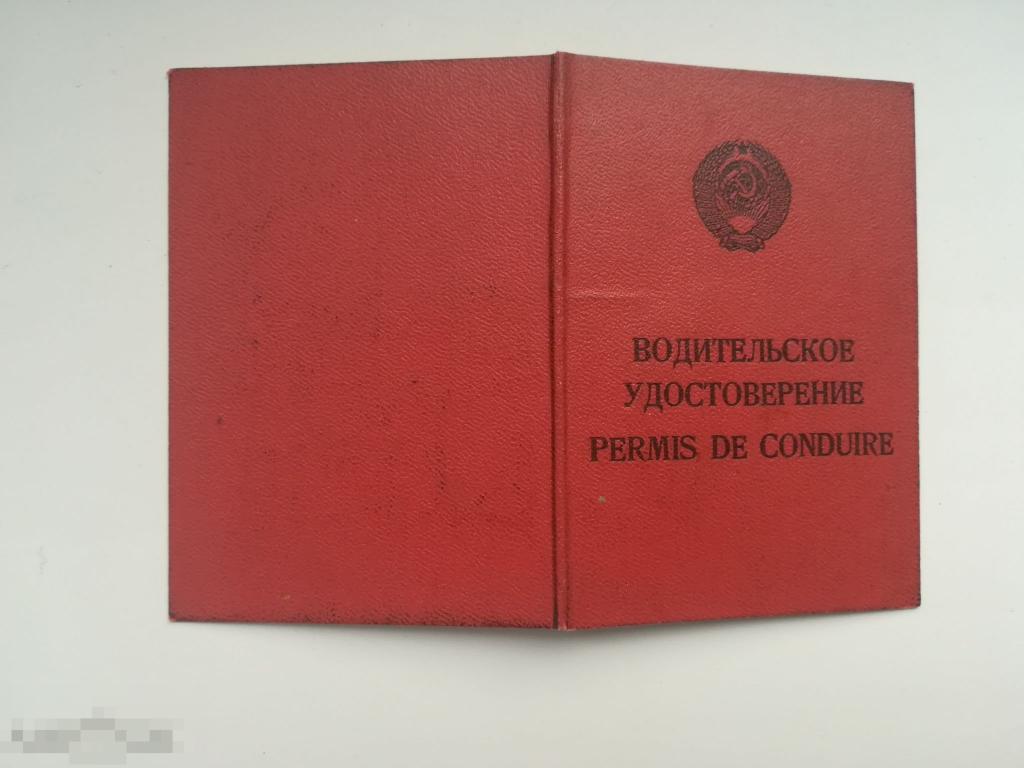 ВОДИТЕЛЬСКОЕ
УДОСТОВЕРЕНИЕ
PERMIS DE CONDUIRE